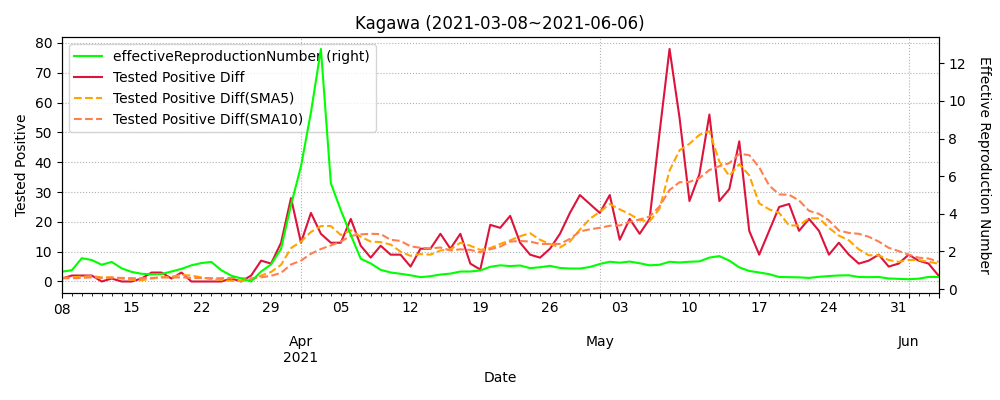 Kagawa (2021-03-08~2021-06-06)
effectiveReproductionNumber (right)
Tested Positive Diff
Tested Positive Diff(SMA5)
Tested Positive Diff(SMA10)
Tested Positive
80
70
60
50
40
30
20
10
0
12
10
8
6
4
2
0
Effective Reproduction Number
08 15 22 29 05 12 19 26 03 10 17 24 31
Apr May Jun
2021
Date